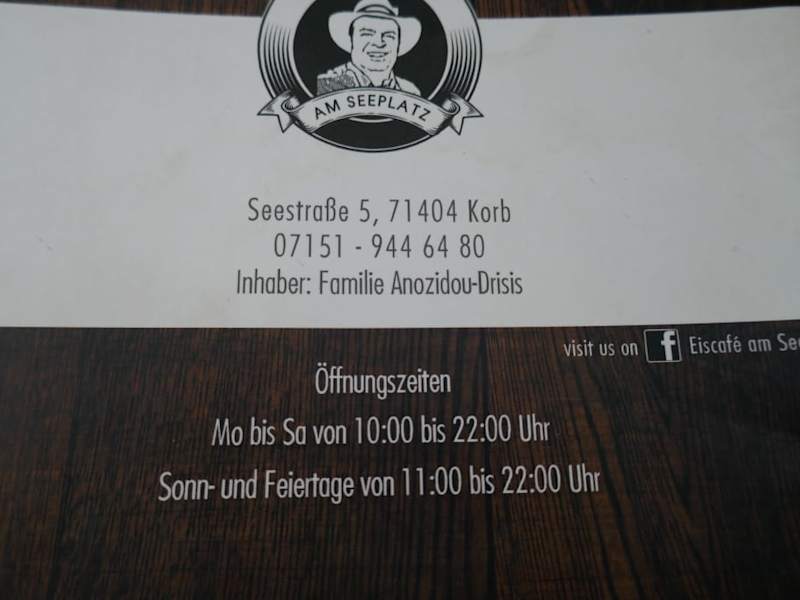 AM SEEPLATZ
Seestraße 5, 71404 Korb
07151 - 944 64 80
Inhaber: Familie Anozidou-Drisis
visit us on f Eiscafé am
Öffnungszeiten
Mo bis Sa von 10:00 bis 22:00 Uhr
Sonn- und Feiertage von 11:00 bis 22:00 Uhr